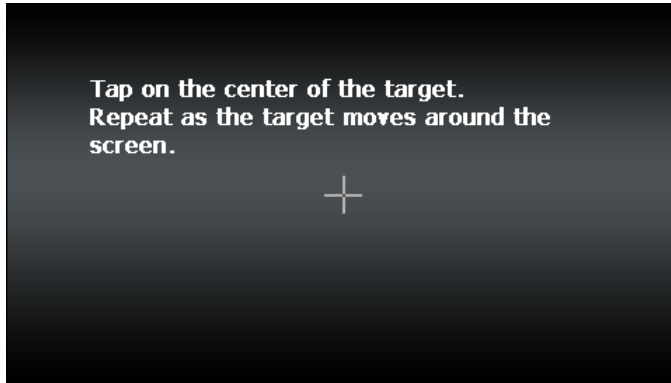 Tap on the center of the target.
Repeat as the target moves around the
screen.